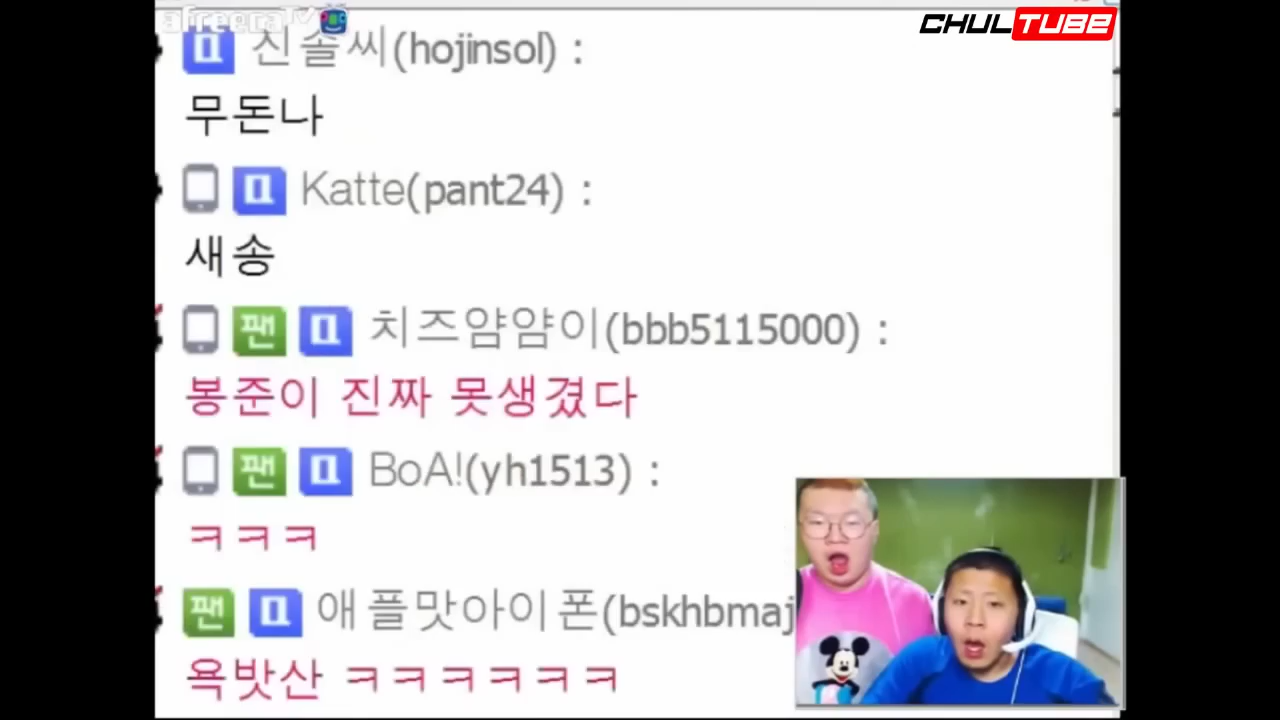 afreecaTV
CHULTUBE
진솔씨(hojinsol) :
무돈나
Katte(pant24) :
새송
팬 치즈얌얌이(bbb5115000) :
봉준이 진짜 못생겼다
팬 BoA!(yh1513) :
ㅋㅋㅋ
팬 애플맛아이폰(bskhbmaj
욕밧산 ㅋㅋㅋㅋㅋㅋ